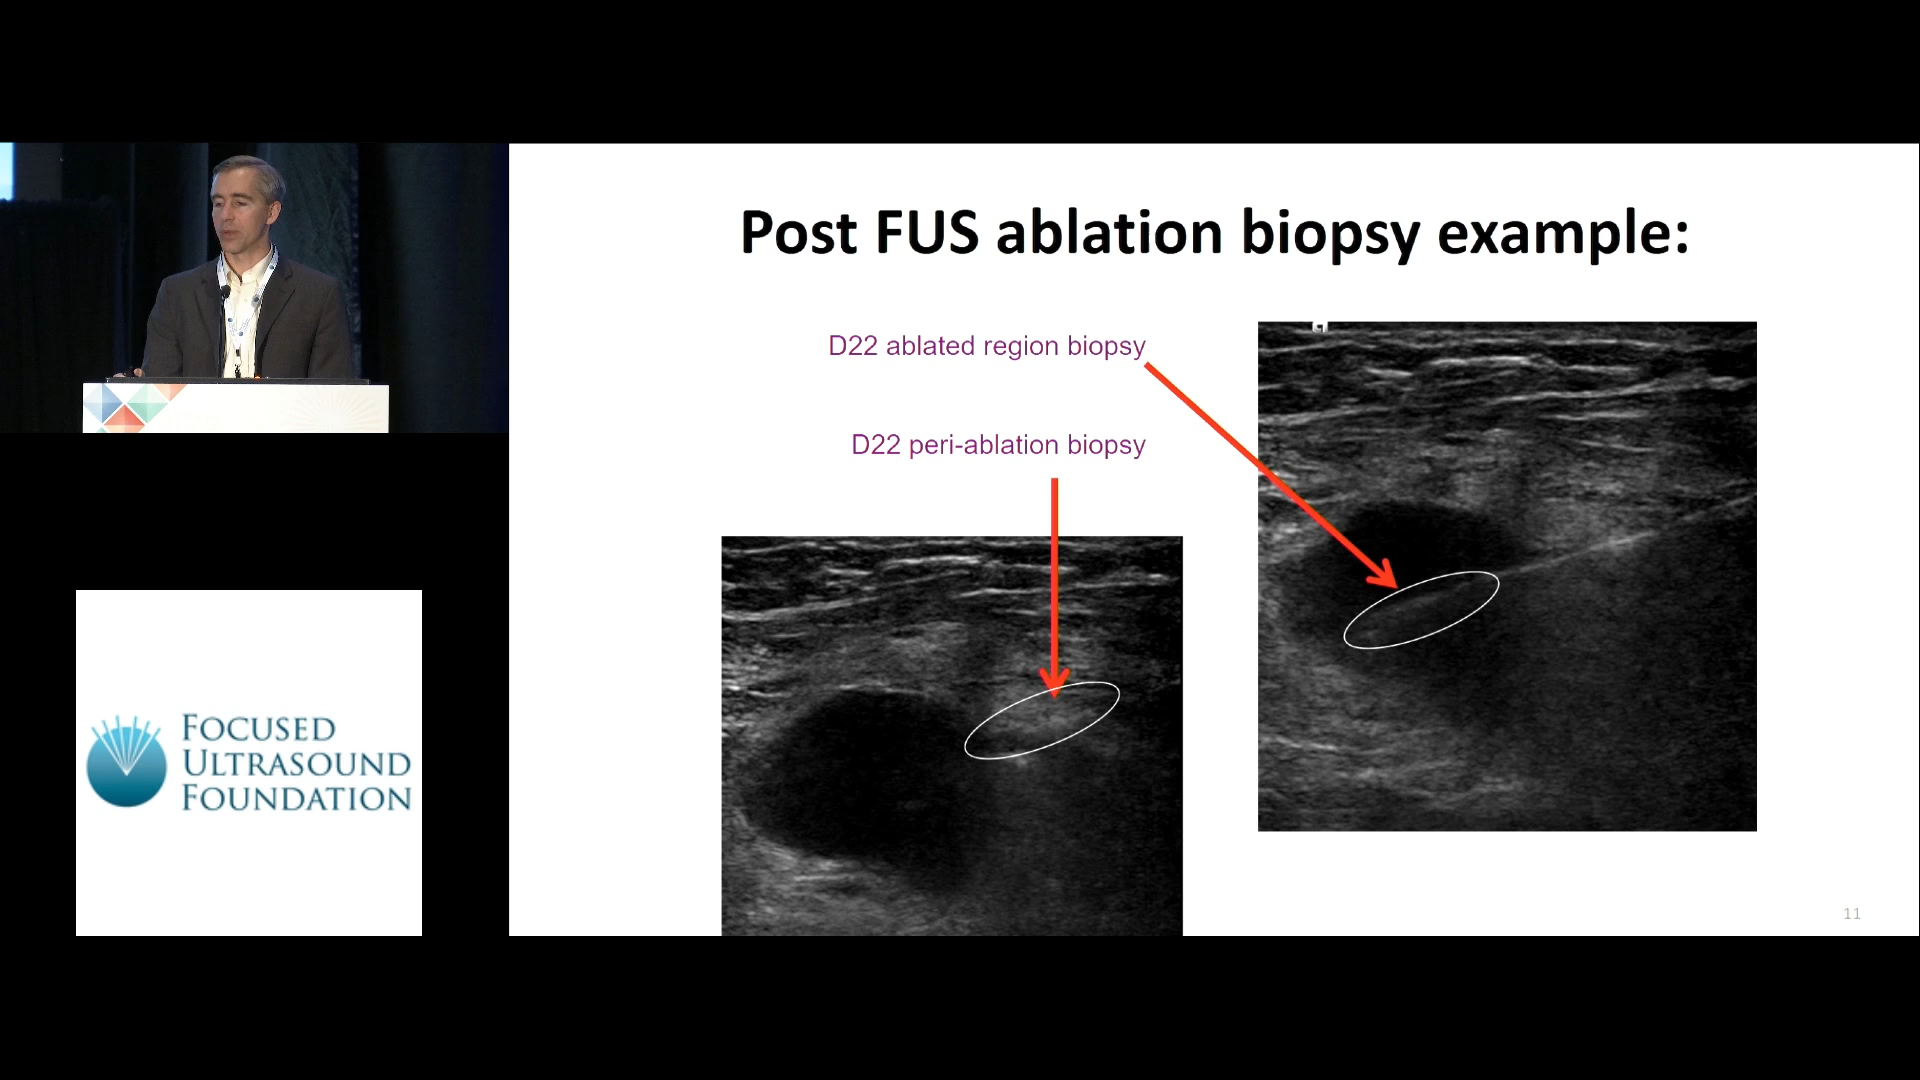 Post FUS ablation biopsy example:
D22 ablated region biopsy
D22 peri-ablation biopsy
FOCUSED
ULTRASOUND
FOUNDATION
11